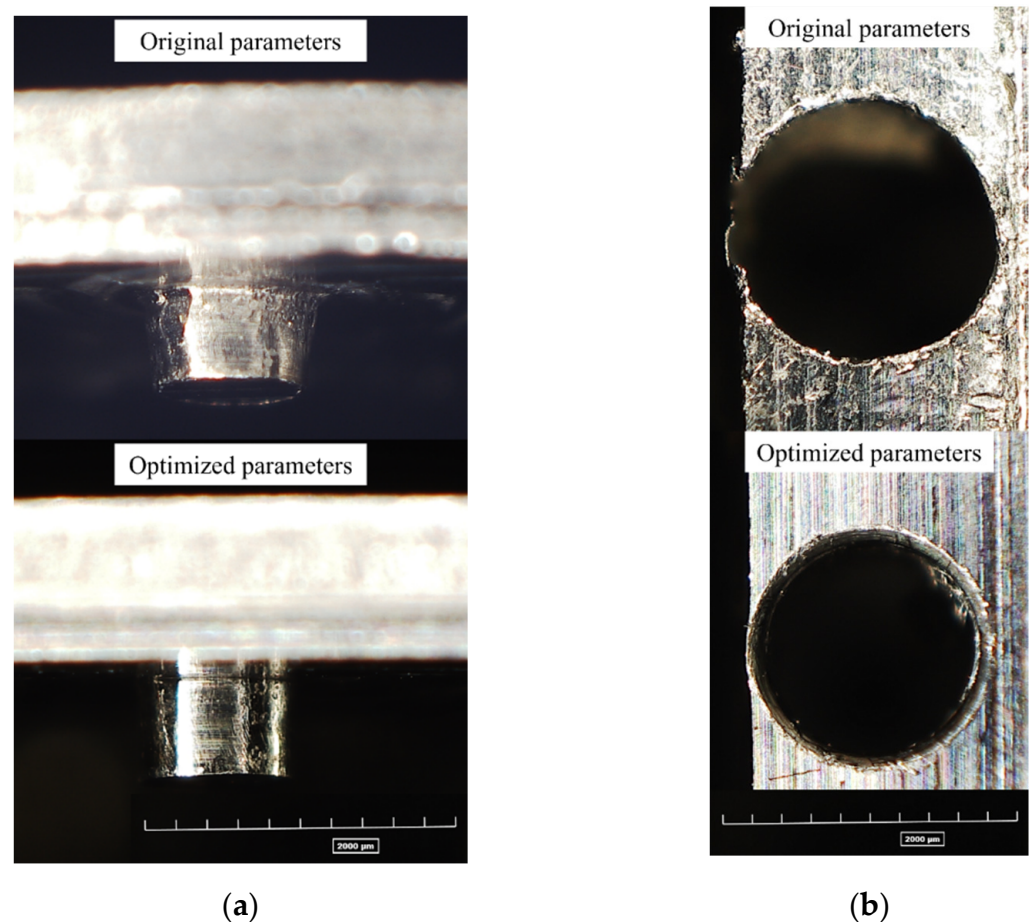 Original parameters
Optimized parameters
2000 µm
(a)
Original parameters
Optimized parameters
2000 µm
(b)